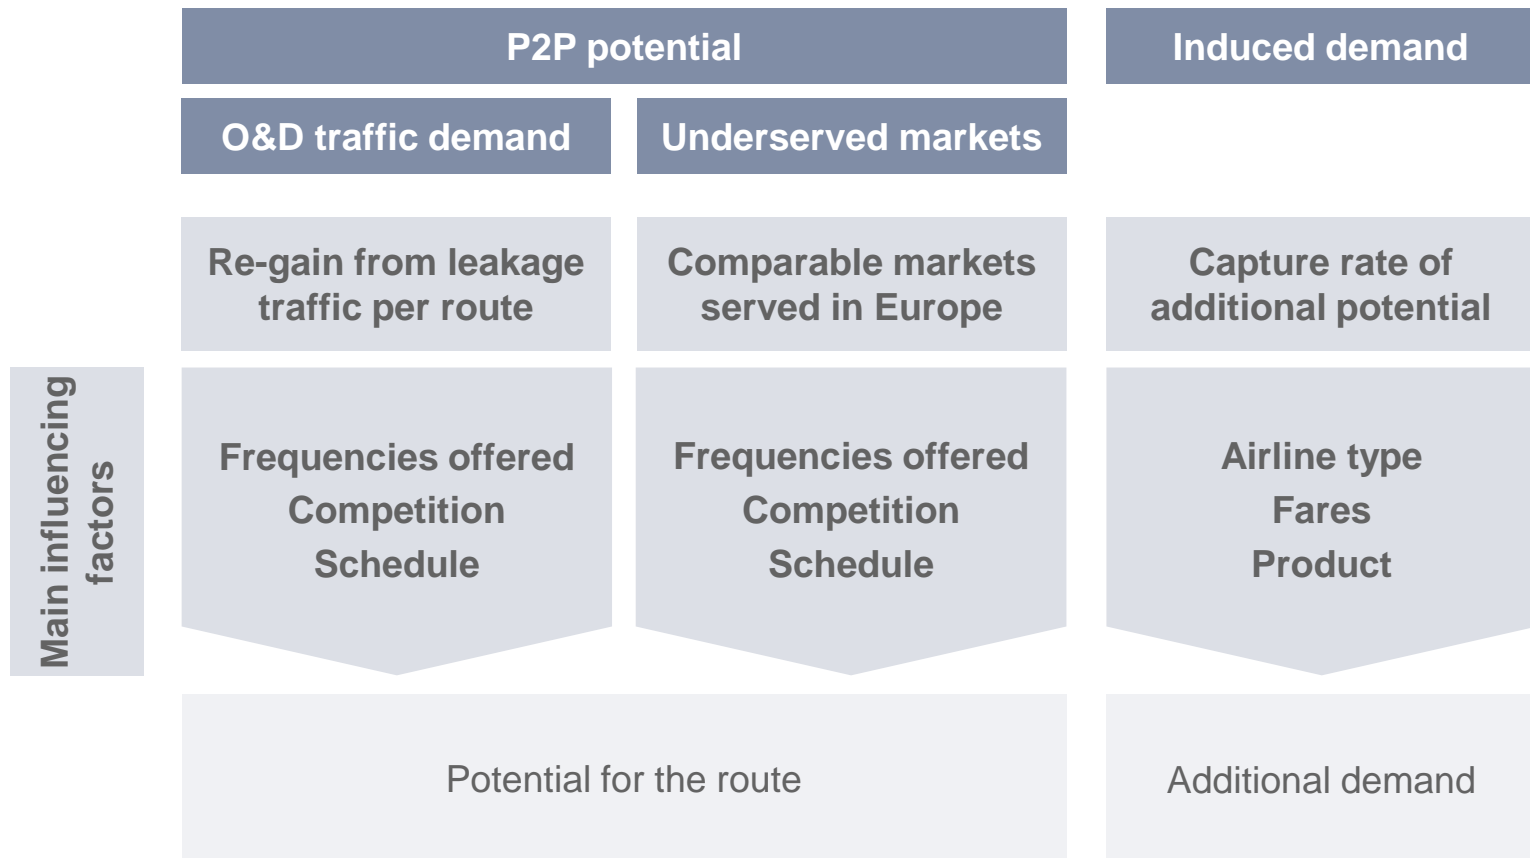 P2P potential
Induced demand
O&D traffic demand
Underserved markets
Re-gain from leakage
traffic per route
Comparable markets
served in Europe
Capture rate of
additional potential
Main influencing
factors
Frequencies offered
Competition
Schedule
Frequencies offered
Competition
Schedule
Airline type
Fares
Product
Potential for the route
Additional demand